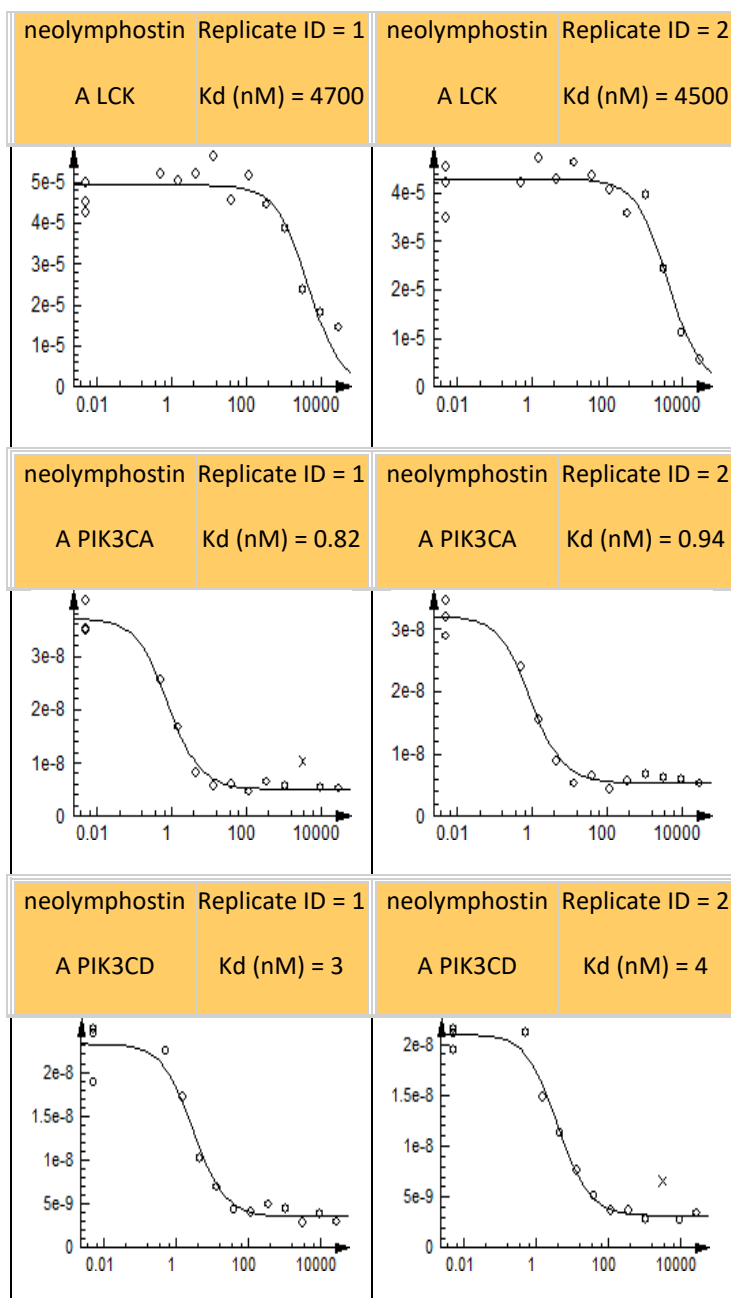 neolymphostin Replicate ID = 1 neolymphostin Replicate ID = 2
A LCK Kd (nM) = 4700 A LCK Kd (nM) = 4500
5e-5
4e-5
3e-5
2e-5
1e-5
0
0.01 1 100 10000
4e-5
3e-5
2e-5
1e-5
0
0.01 1 100 10000
neolymphostin Replicate ID = 1 neolymphostin Replicate ID = 2
A PIK3CA Kd (nM) = 0.82 A PIK3CA Kd (nM) = 0.94
3e-8
2e-8
1e-8
0
0.01 1 100 10000
3e-8
2e-8
1e-8
0
0.01 1 100 10000
neolymphostin Replicate ID = 1 neolymphostin Replicate ID = 2
A PIK3CD Kd (nM) = 3 A PIK3CD Kd (nM) = 4
2e-8
1.5e-8
1e-8
5e-9
0
0.01 1 100 10000
2e-8
1.5e-8
1e-8
5e-9
0
0.01 1 100 10000